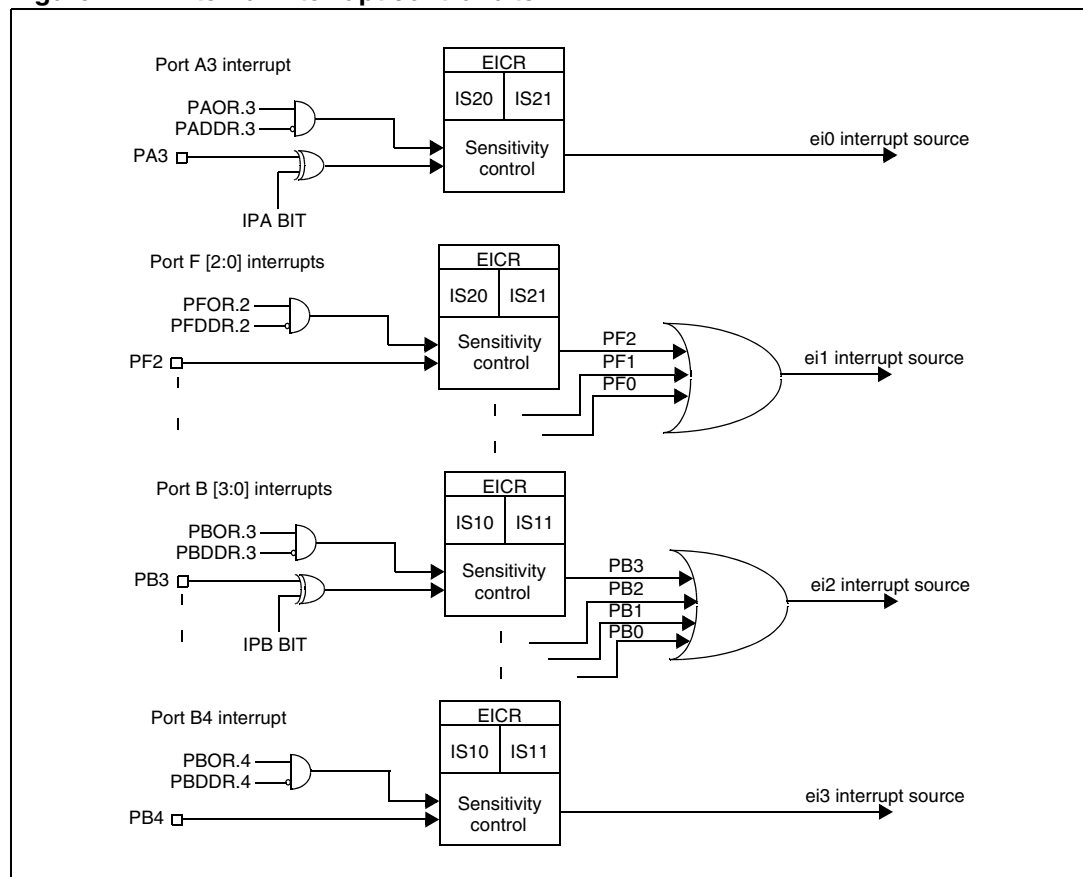 Port A3 interrupt
EICR
IS20 IS21
PAOR.3
PADDR.3
Sensitivity
control
ei0 interrupt source
PA3
IPA BIT
Port F [2:0] interrupts
EICR
IS20 IS21
PFOR.2
PFDDR.2
Sensitivity
control
PF2
PF2
PF1
PF0
ei1 interrupt source
Port B [3:0] interrupts
EICR
IS10 IS11
PBOR.3
PBDDR.3
Sensitivity
control
PB3
IPB BIT
PB3
PB2
PB1
PB0
ei2 interrupt source
Port B4 interrupt
EICR
IS10 IS11
PBOR.4
PBDDR.4
Sensitivity
control
PB4
ei3 interrupt source